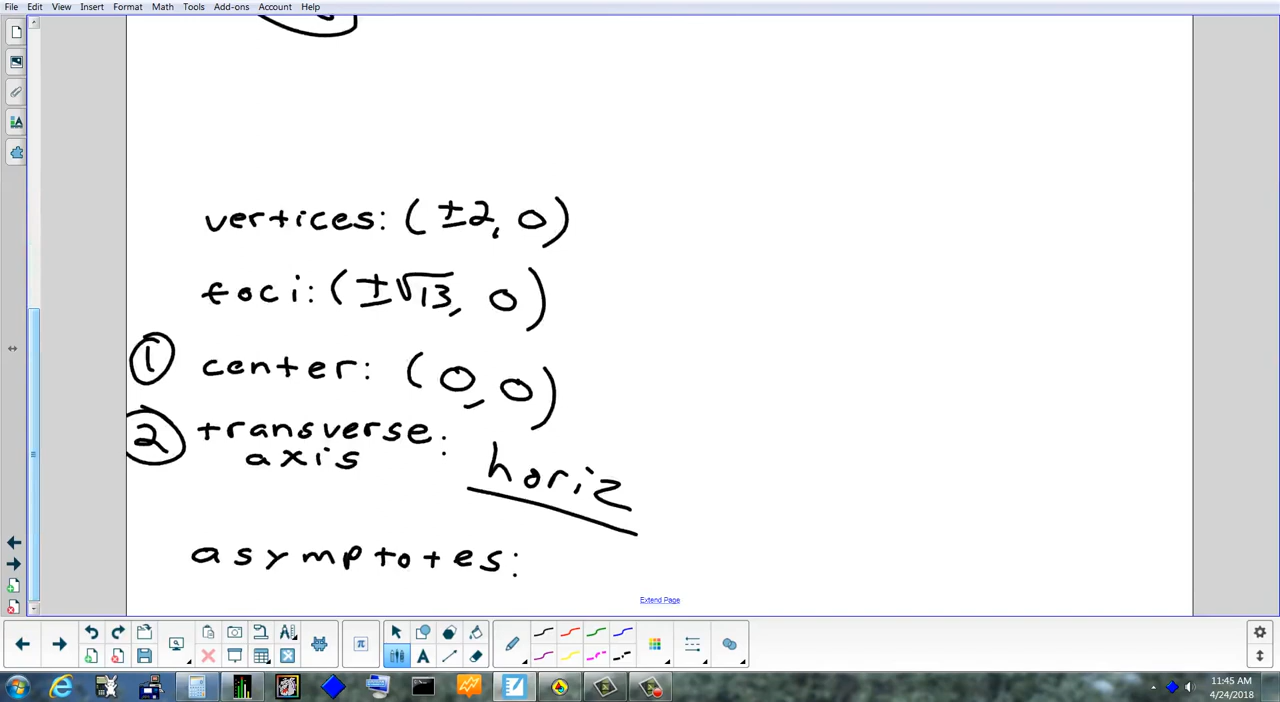 File Edit View Insert Format Math Tools Add-ons Account Help
vertices: (±2, 0)
foci: (±√13, 0)
① center: (0,0)
② transverse:
axis
horiz
asymptotes:
Extend Page
11:45 AM
4/24/2018